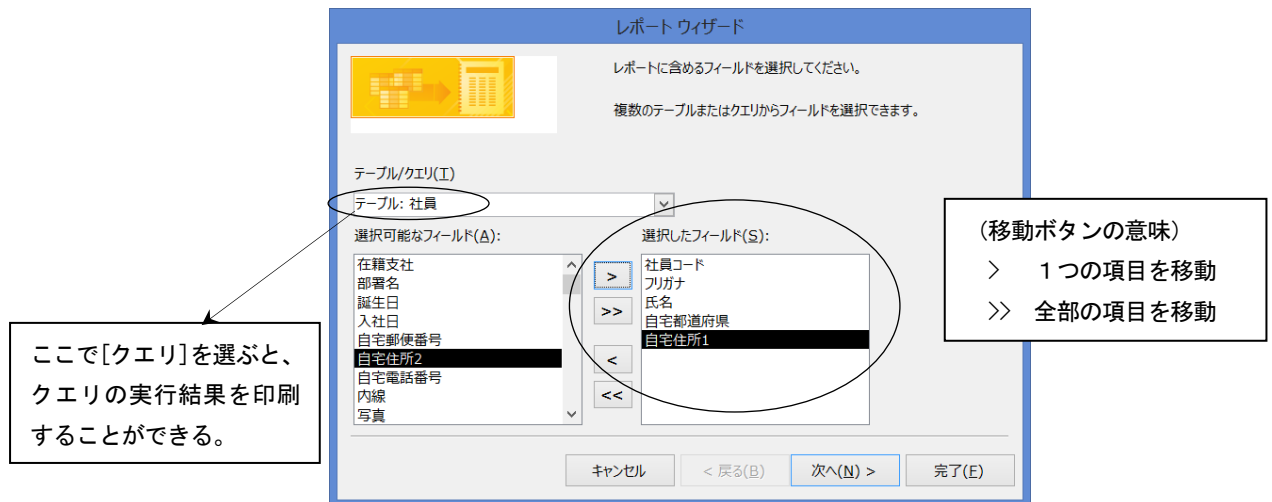 レポート ウィザード
レポートに含めるフィールドを選択してください。
複数のテーブルまたはクエリからフィールドを選択できます。
テーブル/クエリ(T)
テーブル: 社員
選択可能なフィールド(A):
在籍支社
部署名
誕生日
入社日
自宅郵便番号
自宅住所2
自宅電話番号
内線
写真
>
>>
<
<<
選択したフィールド(S):
社員コード
フリガナ
氏名
自宅都道府県
自宅住所1
キャンセル
< 戻る(B)
次へ(N) >
完了(F)
ここで[クエリ]を選ぶと、
クエリの実行結果を印刷
することができる。
(移動ボタンの意味)
〉 1つの項目を移動
》 全部の項目を移動